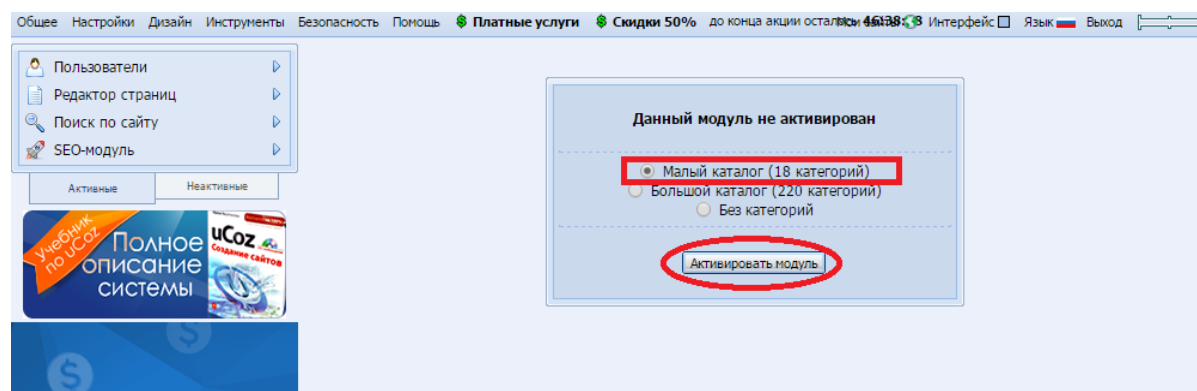 Общее Настройки Дизайн Инструменты Безопасность Помощь $ Платные услуги $ Скидки 50% до конца акции Интерфейс Язык Выход
Пользователи
Редактор страниц
Поиск по сайту
SEO-модуль
Активные Неактивные
Учебник по uCoz
Полное описание системы
uCoz
Создание сайтов
Данный модуль не активирован
Малый каталог (18 категорий)
Большой каталог (220 категорий)
Без категорий
Активировать модуль